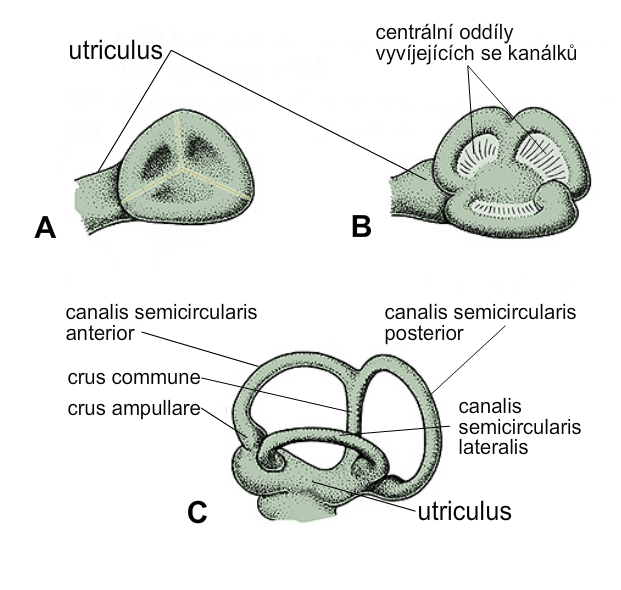 utriculus
centrální oddíly
vyvíjejících se kanálků
A
B
canalis semicircularis
anterior
canalis semicircularis
posterior
crus commune
crus ampullare
canalis
semicircularis
lateralis
C
utriculus